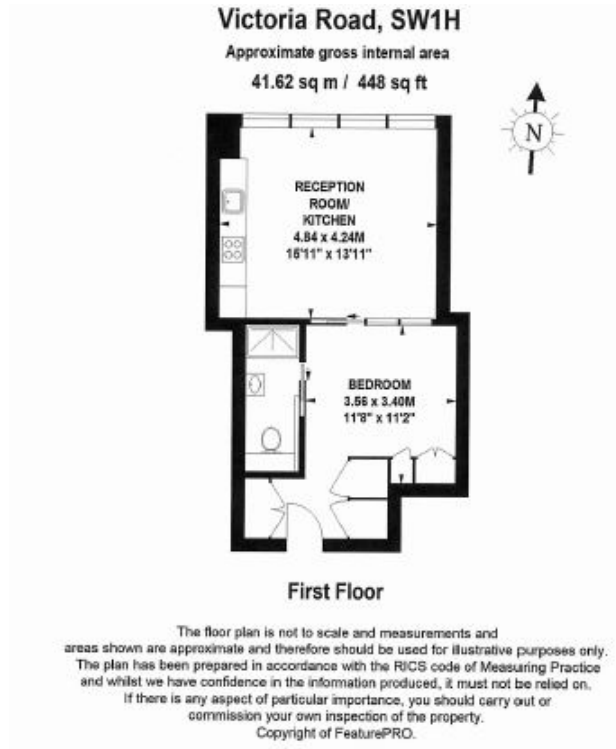 Victoria Road, SW1H
Approximate gross internal area
41.62 sq m / 448 sq ft
N
RECEPTION
ROOM/
KITCHEN
4.84 x 4.24M
15'11" x 13'11"
BEDROOM
3.56 x 3.40M
11'8" x 11'2"
First Floor
The floor plan is not to scale and measurements and
areas shown are approximate and therefore should be used for illustrative purposes only.
The plan has been prepared in accordance with the RICS code of Measuring Practice
and whilst we have confidence in the information produced, it must not be relied on.
If there is any aspect of particular importance, you should carry out or
commission your own inspection of the property.
Copyright of FeaturePRO.